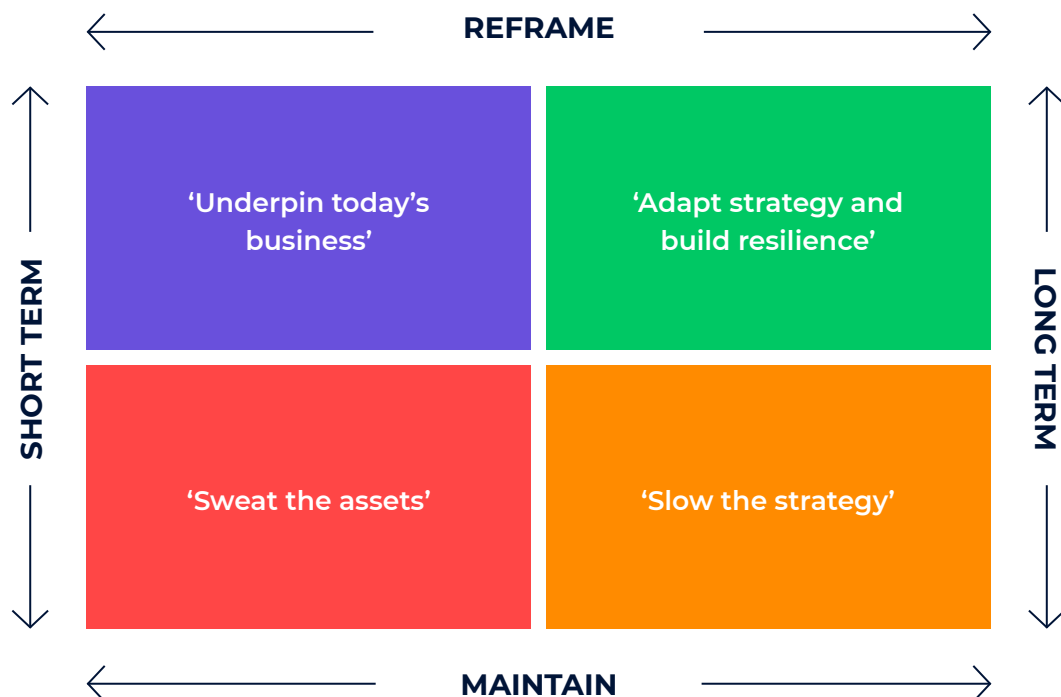 REFRAME
SHORT TERM
‘Underpin today’s
business’
‘Adapt strategy and
build resilience’
LONG TERM
‘Sweat the assets’
‘Slow the strategy’
MAINTAIN